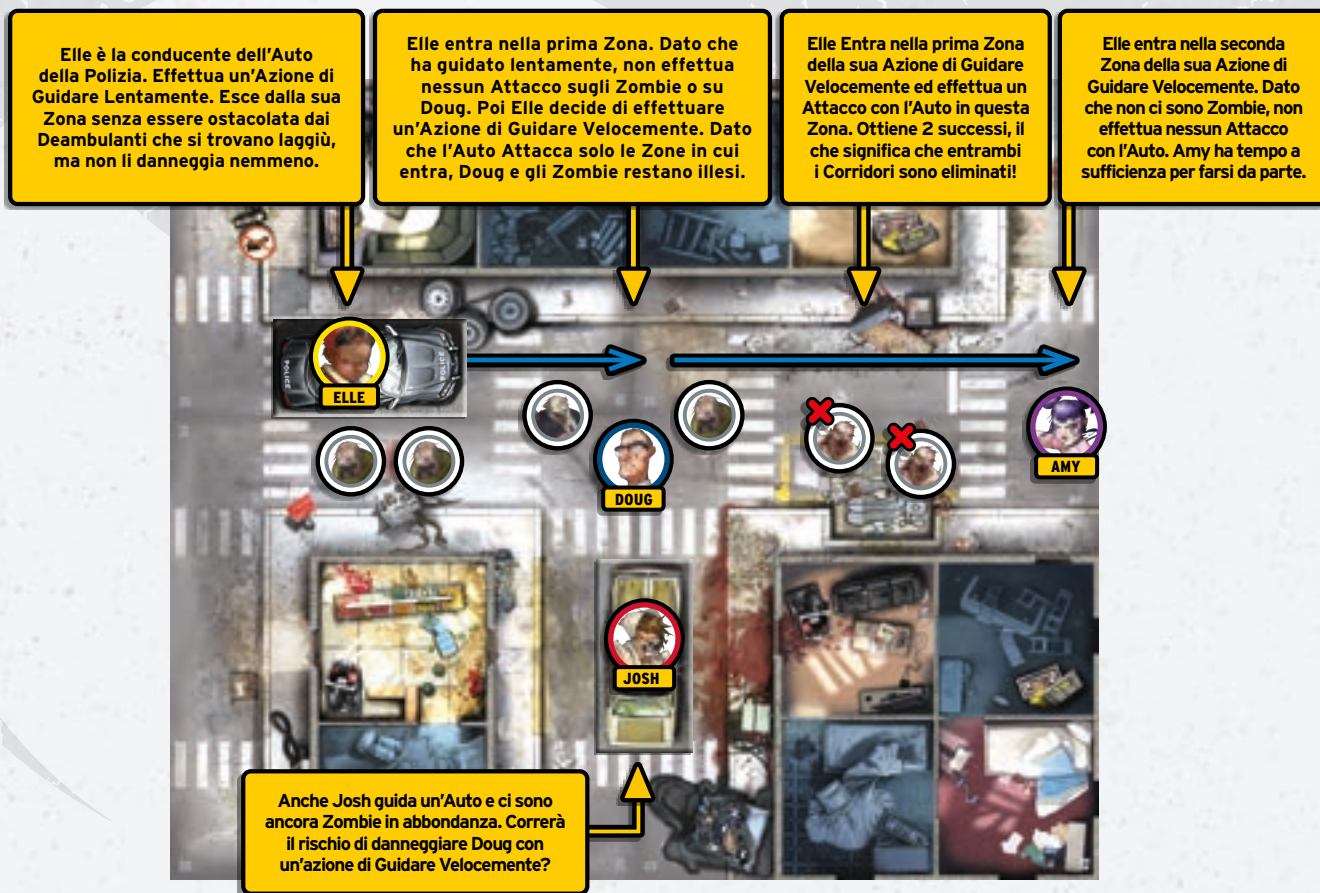 Elle è la conducente dell'Auto
della Polizia. Effettua un'Azione di
Guidare Lentamente. Esce dalla sua
Zona senza essere ostacolata dai
Deambulanti che si trovano laggiù,
ma non li danneggia nemmeno.
Elle entra nella prima Zona. Dato che
ha guidato lentamente, non effettua
nessun Attacco sugli Zombie o su
Doug. Poi Elle decide di effettuare
un'Azione di Guidare Velocemente. Dato
che l'Auto Attacca solo le Zone in cui
entra, Doug e gli Zombie restano illesi.
Elle Entra nella prima Zona
della sua Azione di Guidare
Velocemente ed effettua un
Attacco con l'Auto in questa
Zona. Ottiene 2 successi, il
che significa che entrambi
i Corridori sono eliminati!
Elle entra nella seconda
Zona della sua Azione di
Guidare Velocemente. Dato
che non ci sono Zombie, non
effettua nessun Attacco
con l'Auto. Amy ha tempo a
sufficienza per farsi da parte.
POLICE
POLICE
ELLE
DOUG
AMY
JOSH
Anche Josh guida un'Auto e ci sono
ancora Zombie in abbondanza. Correrà
il rischio di danneggiare Doug con
un'azione di Guidare Velocemente?